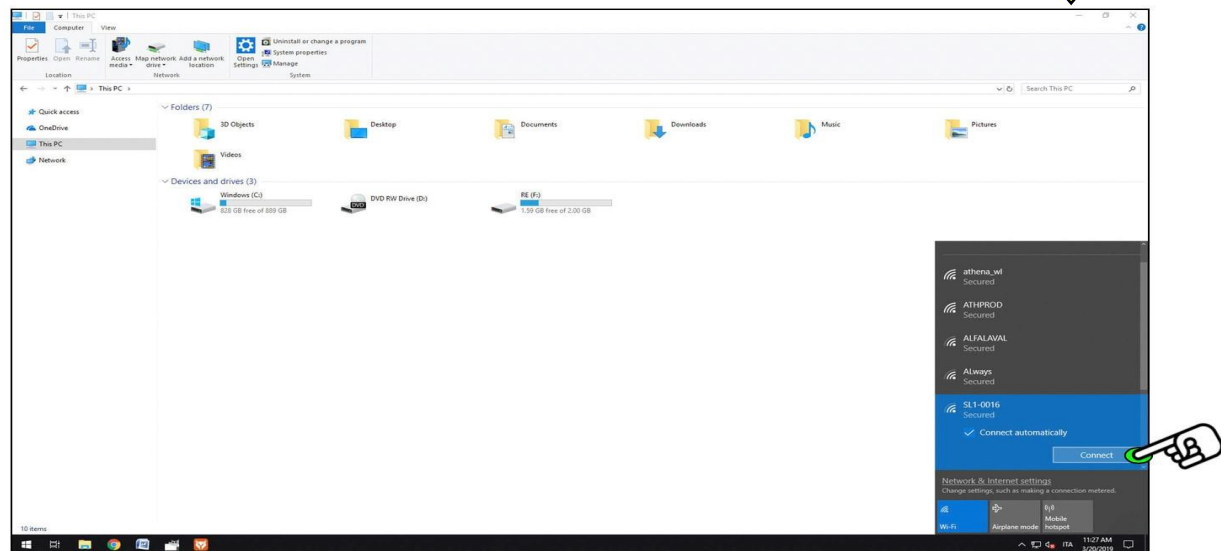 This PC
File Computer View
Properties Open Rename Access media Map network drive Add a network location Open Settings Uninstall or change a program
System properties
Manage
Location Network System
This PC Search This PC
Quick access
OneDrive
This PC
Network
Folders (7)
3D Objects Desktop Documents Downloads Music Pictures
Videos
Devices and drives (3)
Windows (C:)
828 GB free of 889 GB
DVD RW Drive (D:)
DVD
RE (F:)
1.59 GB free of 2.00 GB
athena_wl
Secured
ATHPROD
Secured
ALFALAVAL
Secured
ALways
Secured
SL1-0016
Secured
Connect automatically
Connect
Network & Internet settings
Change settings, such as making a connection metered.
Wi-Fi Airplane mode Mobile hotspot
10 items
ITA 11:27 AM
3/20/2019